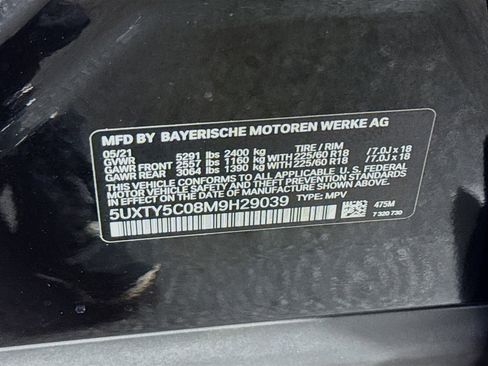 MFD BY BAYERISCHE MOTOREN WERKE AG
05/21 TIRE / RIM
GVWR 5291 lbs 2400 kg
GAWR FRONT 2557 lbs 1160 kg WITH 225/60 R18 /7.0J x 18
GAWR REAR 3064 lbs 1390 kg WITH 225/60 R18 /7.0J x 18
THIS VEHICLE CONFORMS TO ALL APPLICABLE U.S. FEDERAL
MOTOR VEHICLE SAFETY AND THEFT PREVENTION STANDARDS
IN EFFECT ON THE DATE OF MANUFACTURE SHOWN ABOVE.
5UXTY5C08M9H29039 TYPE: MPV
475M
7 320 730